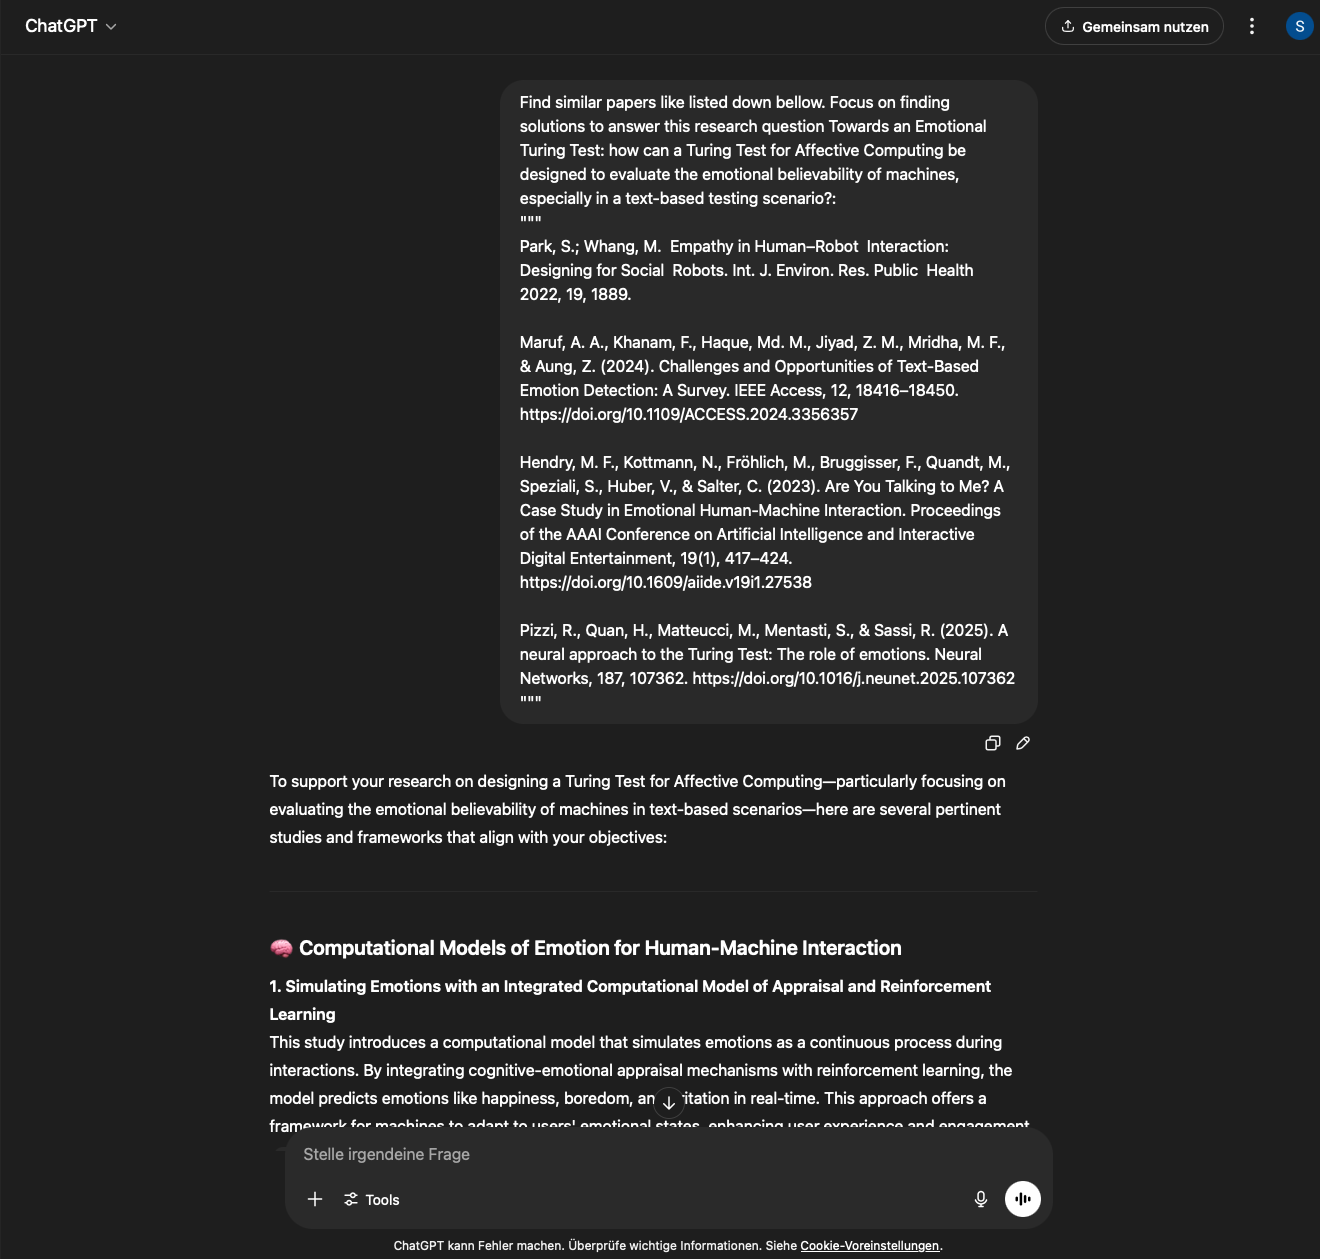 ChatGPT
Gemeinsam nutzen
S
Find similar papers like listed down bellow. Focus on finding
solutions to answer this research question Towards an Emotional
Turing Test: how can a Turing Test for Affective Computing be
designed to evaluate the emotional believability of machines,
especially in a text-based testing scenario?:
"""
Park, S.; Whang, M.  Empathy in Human–Robot  Interaction:
Designing for Social  Robots. Int. J. Environ. Res. Public  Health
2022, 19, 1889.
Maruf, A. A., Khanam, F., Haque, Md. M., Jiyad, Z. M., Mridha, M. F.,
& Aung, Z. (2024). Challenges and Opportunities of Text-Based
Emotion Detection: A Survey. IEEE Access, 12, 18416–18450.
https://doi.org/10.1109/ACCESS.2024.3356357
Hendry, M. F., Kottmann, N., Fröhlich, M., Bruggisser, F., Quandt, M.,
Speziali, S., Huber, V., & Salter, C. (2023). Are You Talking to Me? A
Case Study in Emotional Human-Machine Interaction. Proceedings
of the AAAI Conference on Artificial Intelligence and Interactive
Digital Entertainment, 19(1), 417–424.
https://doi.org/10.1609/aiide.v19i1.27538
Pizzi, R., Quan, H., Matteucci, M., Mentasti, S., & Sassi, R. (2025). A
neural approach to the Turing Test: The role of emotions. Neural
Networks, 187, 107362. https://doi.org/10.1016/j.neunet.2025.107362
"""
To support your research on designing a Turing Test for Affective Computing—particularly focusing on
evaluating the emotional believability of machines in text-based scenarios—here are several pertinent
studies and frameworks that align with your objectives:
🧠 Computational Models of Emotion for Human-Machine Interaction
1. Simulating Emotions with an Integrated Computational Model of Appraisal and Reinforcement
Learning
This study introduces a computational model that simulates emotions as a continuous process during
interactions. By integrating cognitive-emotional appraisal mechanisms with reinforcement learning, the
model predicts emotions like happiness, boredom, an itation in real-time. This approach offers a
framework for machines to adapt to users' emotional states, enhancing user experience and engagement
Stelle irgendeine Frage
Tools
ChatGPT kann Fehler machen. Überprüfe wichtige Informationen. Siehe Cookie-Voreinstellungen.